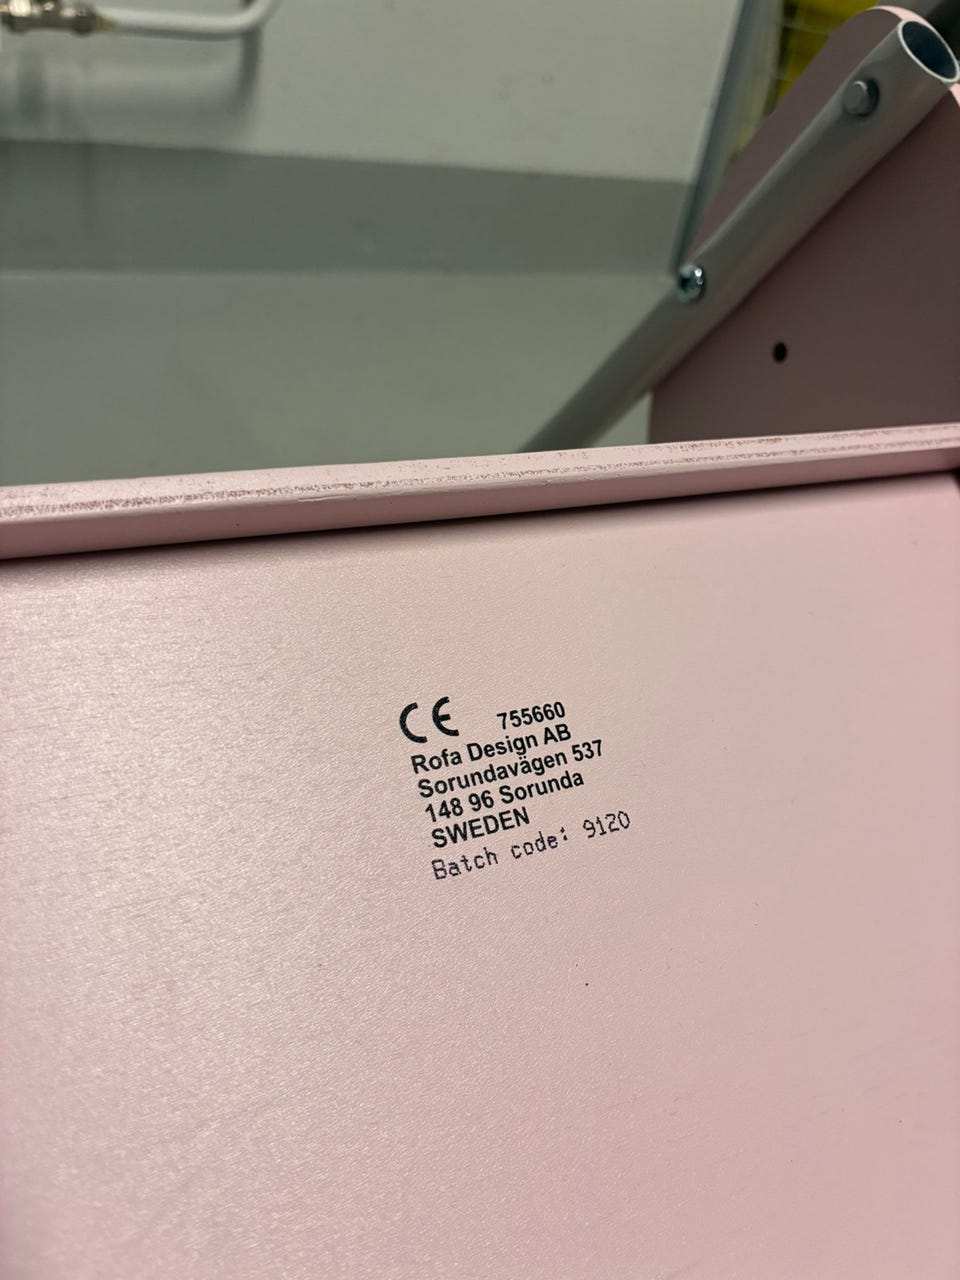 CE 755660
Rofa Design AB
Sorundavägen 537
148 96 Sorunda
SWEDEN
Batch code: 9120